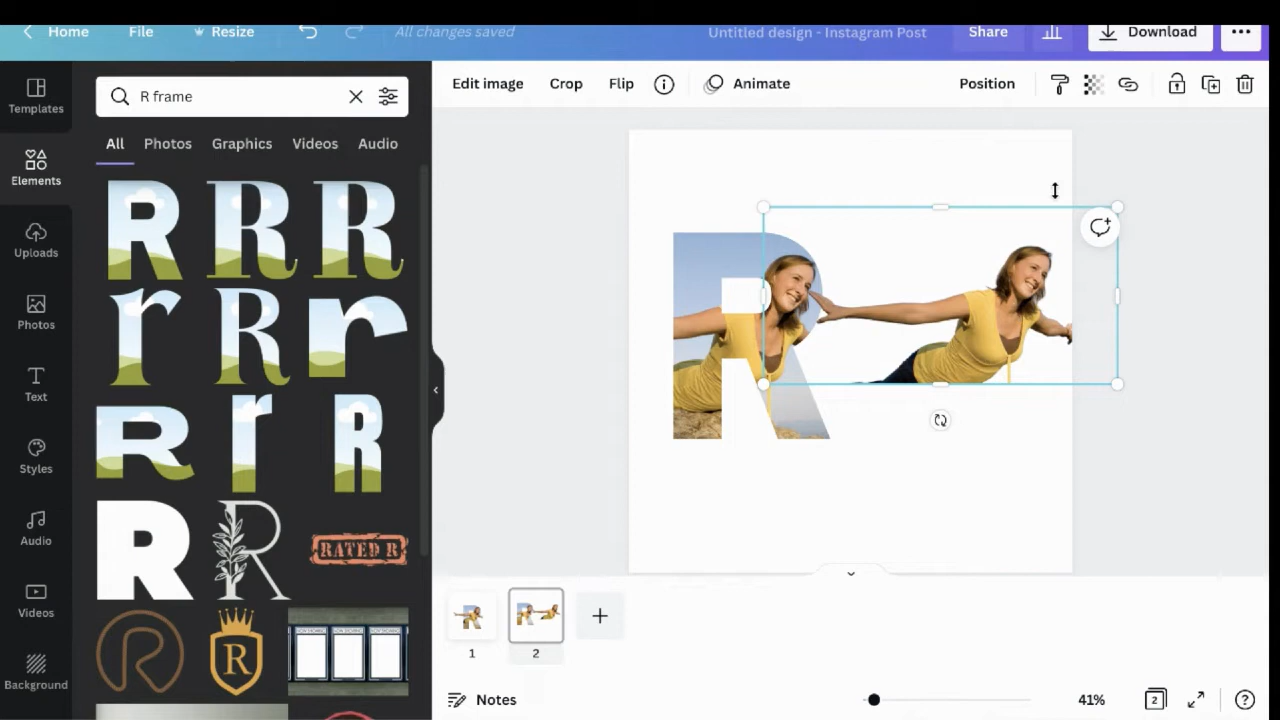 Home File Resize All changes saved Untitled design - Instagram Post Share Download
Templates
Elements
Uploads
Photos
Text
Styles
Audio
Videos
Background
R frame
All Photos Graphics Videos Audio
R R R
r R r
R r R
R R RATED R
R R
Edit image Crop Flip Animate Position
R
1 2
Notes 41% 2